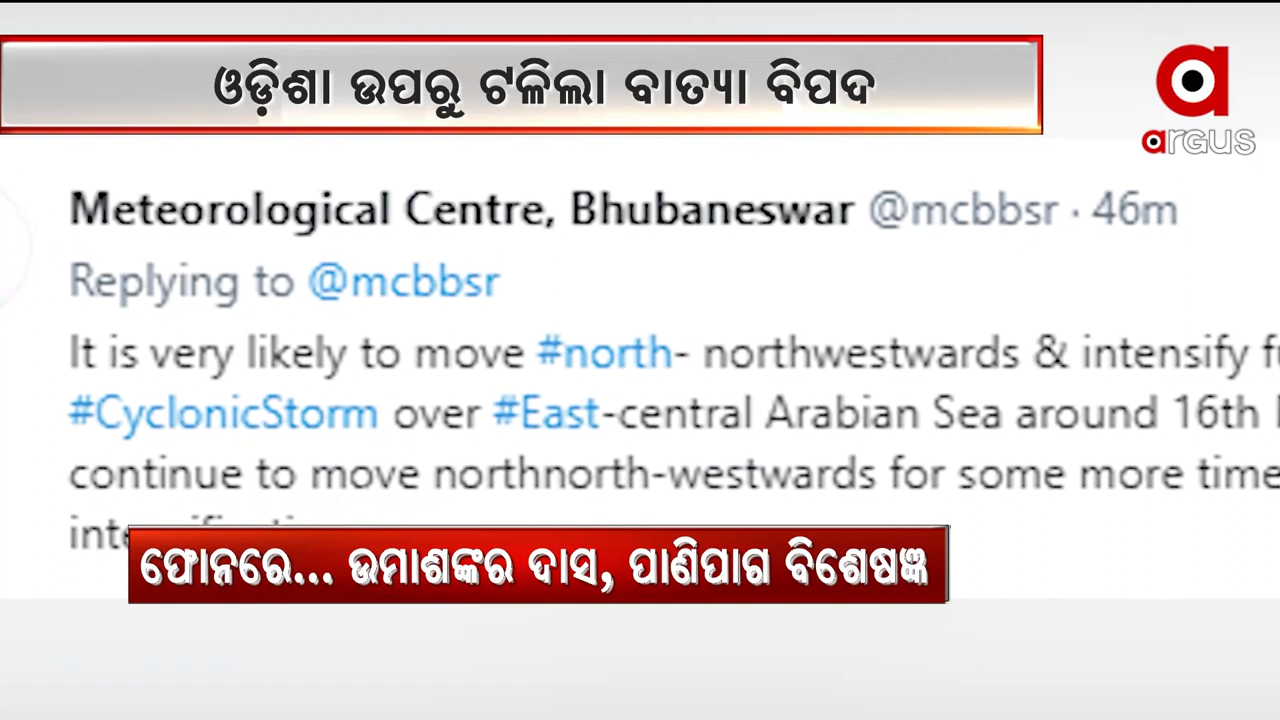 ଓଡ଼ିଶା ଉପରୁ ଟଳିଲା ବାତ୍ୟା ବିପଦ
argus
Meteorological Centre, Bhubaneswar @mcbbsr · 46m
Replying to @mcbbsr
It is very likely to move #north- northwestwards & intensify
#CyclonicStorm over #East-central Arabian Sea around 16th
continue to move northnorth-westwards for some more time
ଫୋନରେ... ଉମାଶଙ୍କର ଦାସ, ପାଣିପାଗ ବିଶେଷଜ୍ଞ